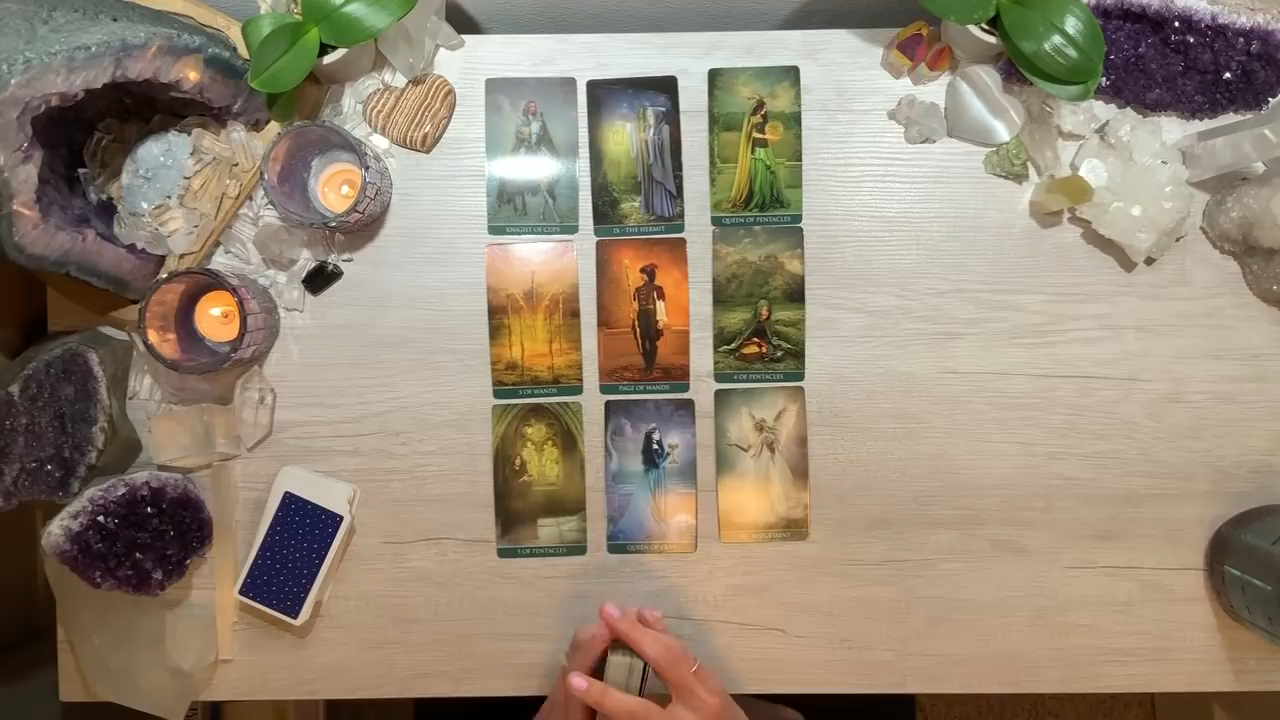 KNIGHT OF CUPS
IX - THE HERMIT
QUEEN OF PENTACLES
5 OF WANDS
PAGE OF WANDS
4 OF PENTACLES
5 OF PENTACLES
QUEEN OF CUPS
JUDGEMENT